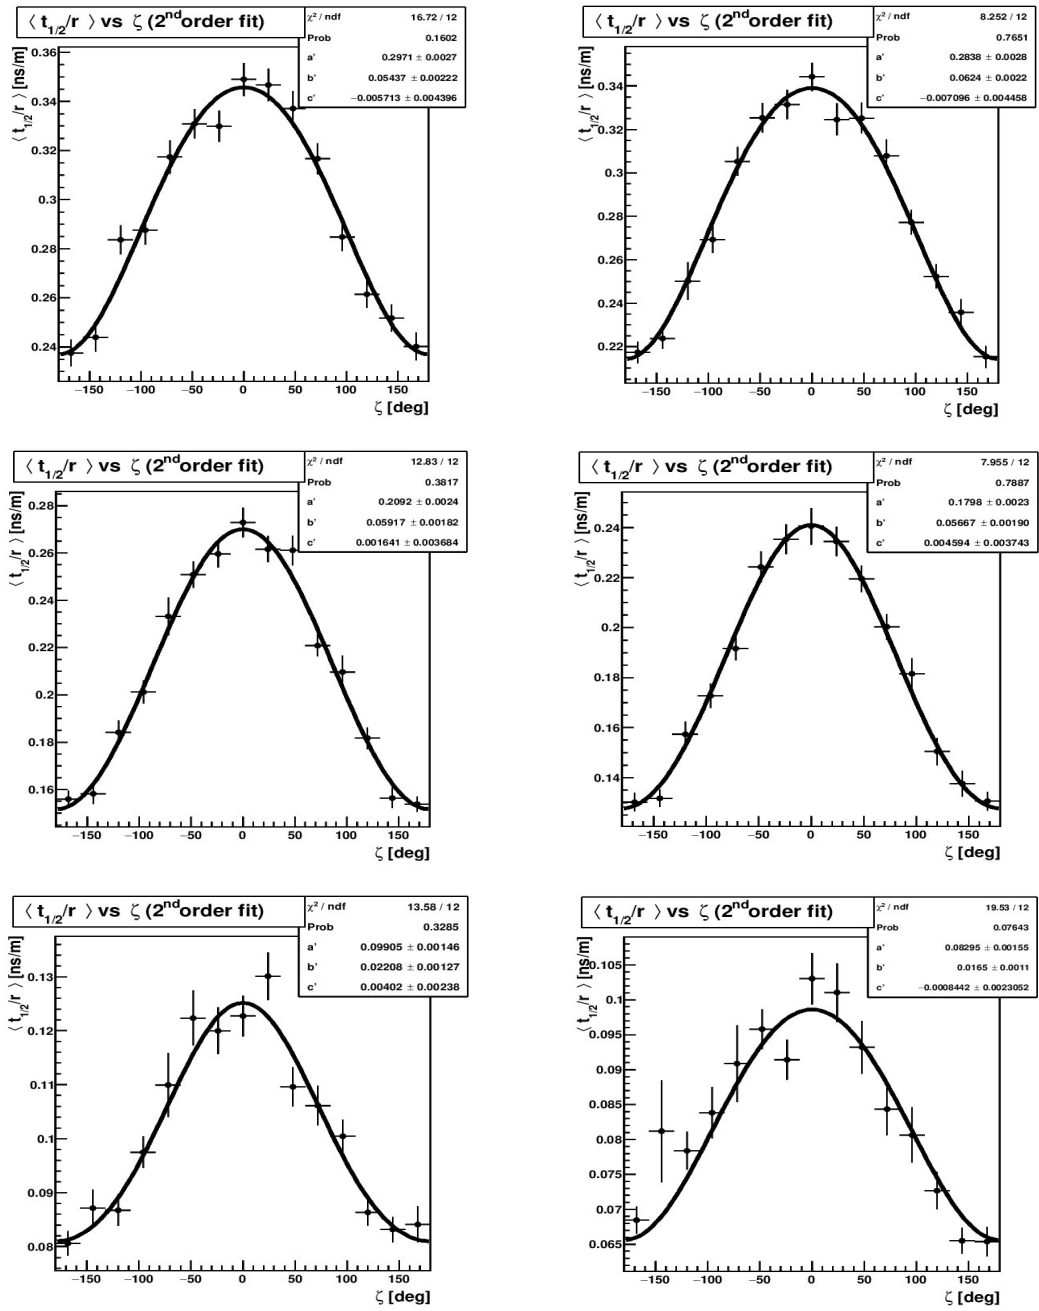 ⟨ t1/2/r ⟩ vs ζ (2nd order fit)
χ² / ndf 16.72 / 12
Prob 0.1602
a' 0.2971 ± 0.0027
b' 0.05437 ± 0.00222
c' −0.005713 ± 0.004396
⟨ t1/2/r ⟩ [ns/m]
0.36
0.34
0.32
0.3
0.28
0.26
0.24
−150 −100 −50 0 50 100 150
ζ [deg]
⟨ t1/2/r ⟩ vs ζ (2nd order fit)
χ² / ndf 8.252 / 12
Prob 0.7651
a' 0.2838 ± 0.0028
b' 0.0624 ± 0.0022
c' −0.007096 ± 0.004458
⟨ t1/2/r ⟩ [ns/m]
0.34
0.32
0.3
0.28
0.26
0.24
0.22
−150 −100 −50 0 50 100 150
ζ [deg]
⟨ t1/2/r ⟩ vs ζ (2nd order fit)
χ² / ndf 12.83 / 12
Prob 0.3817
a' 0.2092 ± 0.0024
b' 0.05917 ± 0.00182
c' 0.001641 ± 0.003684
⟨ t1/2/r ⟩ [ns/m]
0.28
0.26
0.24
0.22
0.2
0.18
0.16
−150 −100 −50 0 50 100 150
ζ [deg]
⟨ t1/2/r ⟩ vs ζ (2nd order fit)
χ² / ndf 7.955 / 12
Prob 0.7887
a' 0.1798 ± 0.0023
b' 0.05667 ± 0.00190
c' 0.004594 ± 0.003743
⟨ t1/2/r ⟩ [ns/m]
0.24
0.22
0.2
0.18
0.16
0.14
−150 −100 −50 0 50 100 150
ζ [deg]
⟨ t1/2/r ⟩ vs ζ (2nd order fit)
χ² / ndf 13.58 / 12
Prob 0.3285
a' 0.09905 ± 0.00146
b' 0.02208 ± 0.00127
c' 0.00402 ± 0.00238
⟨ t1/2/r ⟩ [ns/m]
0.13
0.12
0.11
0.1
0.09
0.08
−150 −100 −50 0 50 100 150
ζ [deg]
⟨ t1/2/r ⟩ vs ζ (2nd order fit)
χ² / ndf 19.53 / 12
Prob 0.07643
a' 0.08295 ± 0.00155
b' 0.0165 ± 0.0011
c' −0.0008442 ± 0.0023052
⟨ t1/2/r ⟩ [ns/m]
0.105
0.1
0.095
0.09
0.085
0.08
0.075
0.07
0.065
−150 −100 −50 0 50 100 150
ζ [deg]